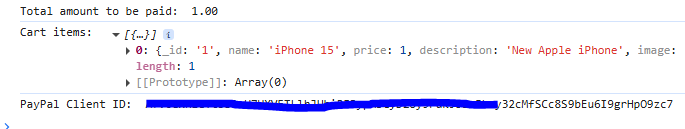 Total amount to be paid: 1.00
Cart items:
[{…}]
0: {_id: '1', name: 'iPhone 15', price: 1, description: 'New Apple iPhone', image:
length: 1
[[Prototype]]: Array(0)
PayPal Client ID: y32cMfSCc8S9bEu6I9grHpO9zc7